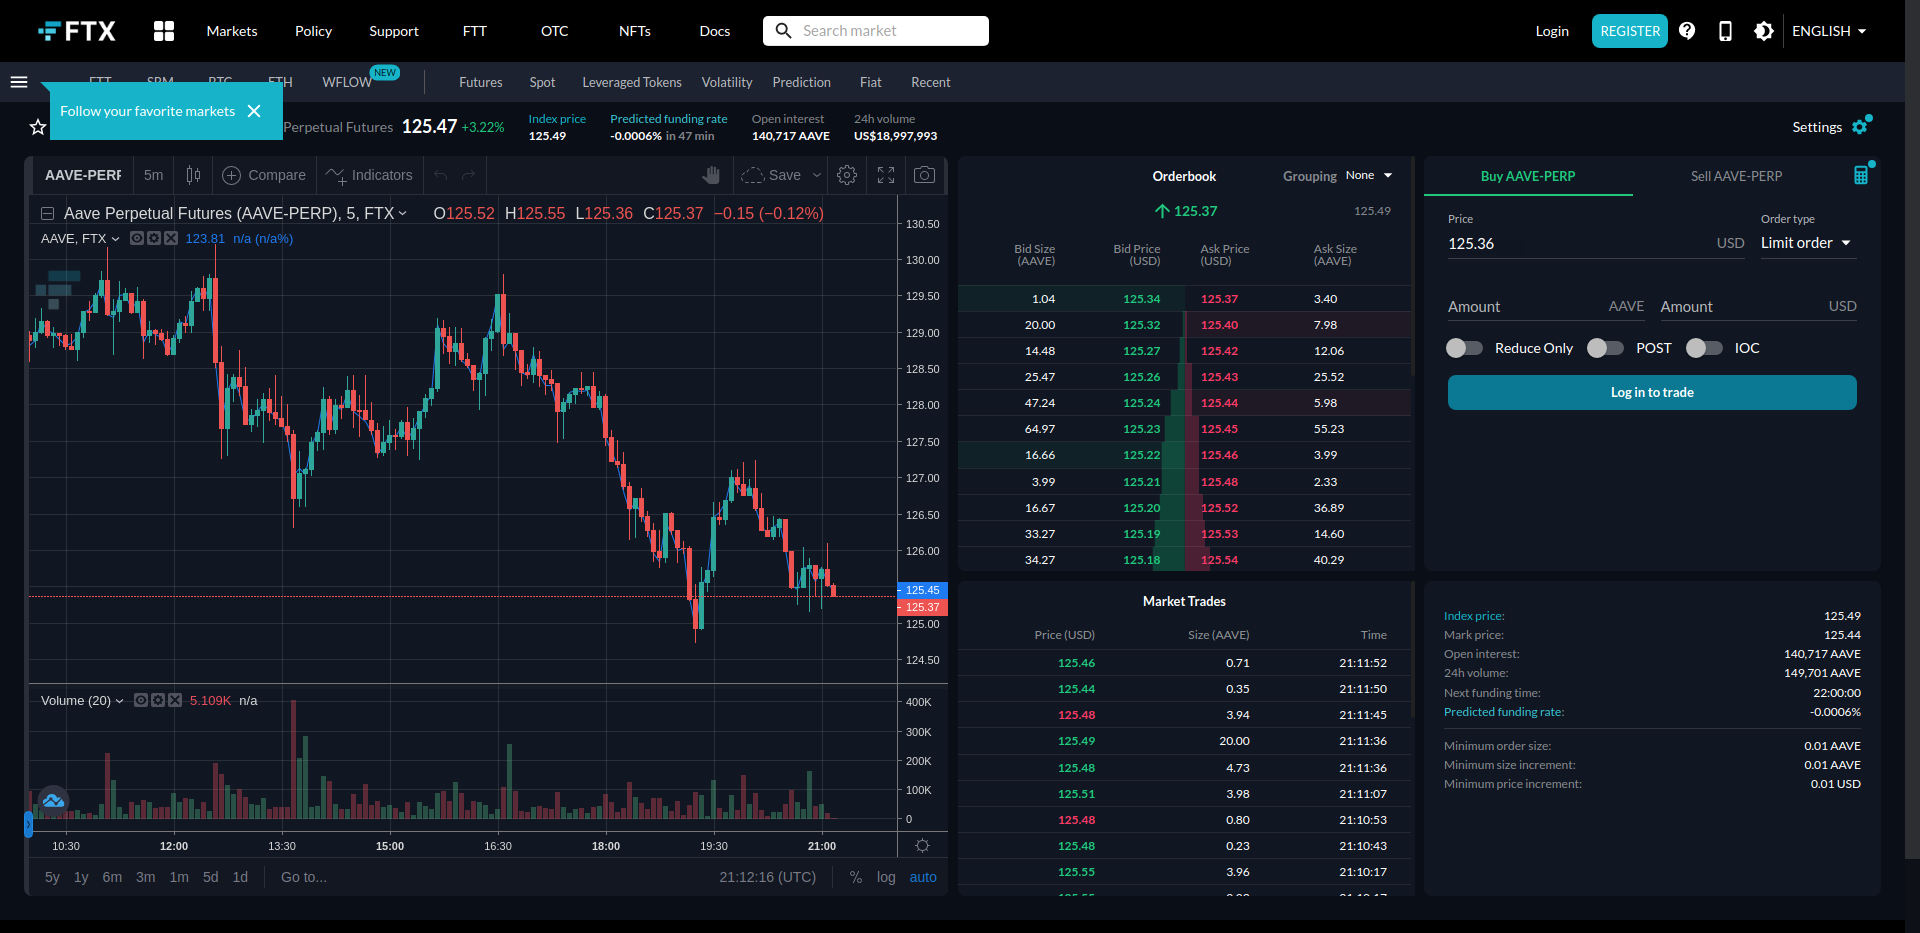 FTX Markets Policy Support FTT OTC NFTs Docs Search market Login REGISTER ENGLISH
WFLOW NEW Futures Spot Leveraged Tokens Volatility Prediction Fiat Recent
Follow your favorite markets
Perpetual Futures 125.47 +3.22%
Index price
125.49
Predicted funding rate
-0.0006% in 47 min
Open interest
140,717 AAVE
24h volume
US$18,997,993
Settings
AAVE-PERP 5m Compare Indicators Save
Aave Perpetual Futures (AAVE-PERP), 5, FTX O125.52 H125.55 L125.36 C125.37 −0.15 (−0.12%)
AAVE, FTX 123.81 n/a (n/a%)
130.50
130.00
129.50
129.00
128.50
128.00
127.50
127.00
126.50
126.00
125.45
125.37
125.00
124.50
Volume (20) 5.109K n/a
400K
300K
200K
100K
0
10:30 12:00 13:30 15:00 16:30 18:00 19:30 21:00
5y 1y 6m 3m 1m 5d 1d Go to... 21:12:16 (UTC) % log auto
Orderbook Grouping None
125.37 125.49
Bid Size (AAVE) Bid Price (USD) Ask Price (USD) Ask Size (AAVE)
1.04 125.34 125.37 3.40
20.00 125.32 125.40 7.98
14.48 125.27 125.42 12.06
25.47 125.26 125.43 25.52
47.24 125.24 125.44 5.98
64.97 125.23 125.45 55.23
16.66 125.22 125.46 3.99
3.99 125.21 125.48 2.33
16.67 125.20 125.52 36.89
33.27 125.19 125.53 14.60
34.27 125.18 125.54 40.29
Market Trades
Price (USD) Size (AAVE) Time
125.46 0.71 21:11:52
125.44 0.35 21:11:50
125.48 3.94 21:11:45
125.49 20.00 21:11:36
125.48 4.73 21:11:36
125.51 3.98 21:11:07
125.48 0.80 21:10:53
125.48 0.23 21:10:43
125.55 3.96 21:10:17
Buy AAVE-PERP Sell AAVE-PERP
Price Order type
125.36 USD Limit order
Amount AAVE Amount USD
Reduce Only POST IOC
Log in to trade
Index price: 125.49
Mark price: 125.44
Open interest: 140,717 AAVE
24h volume: 149,701 AAVE
Next funding time: 22:00:00
Predicted funding rate: -0.0006%
Minimum order size: 0.01 AAVE
Minimum size increment: 0.01 AAVE
Minimum price increment: 0.01 USD